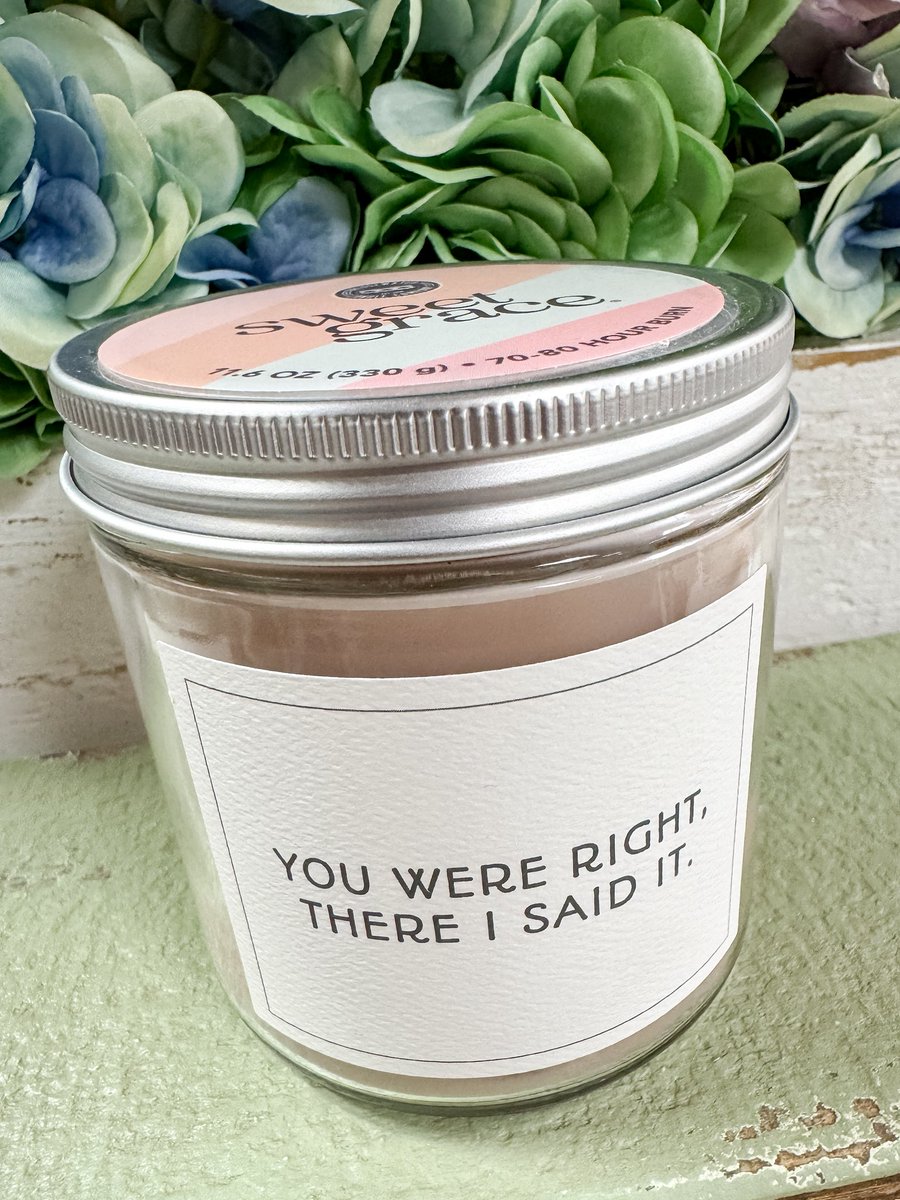 sweet
grace®
11.6 OZ (330 g) • 70-80 HOUR BURN
YOU WERE RIGHT,
THERE I SAID IT.